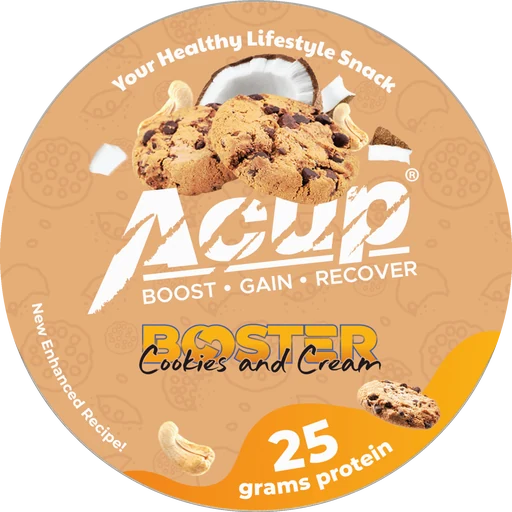 Your Healthy Lifestyle Snack
Acup®
BOOST • GAIN • RECOVER
BOSTER
Cookies and Cream
New Enhanced Recipe!
25
grams protein